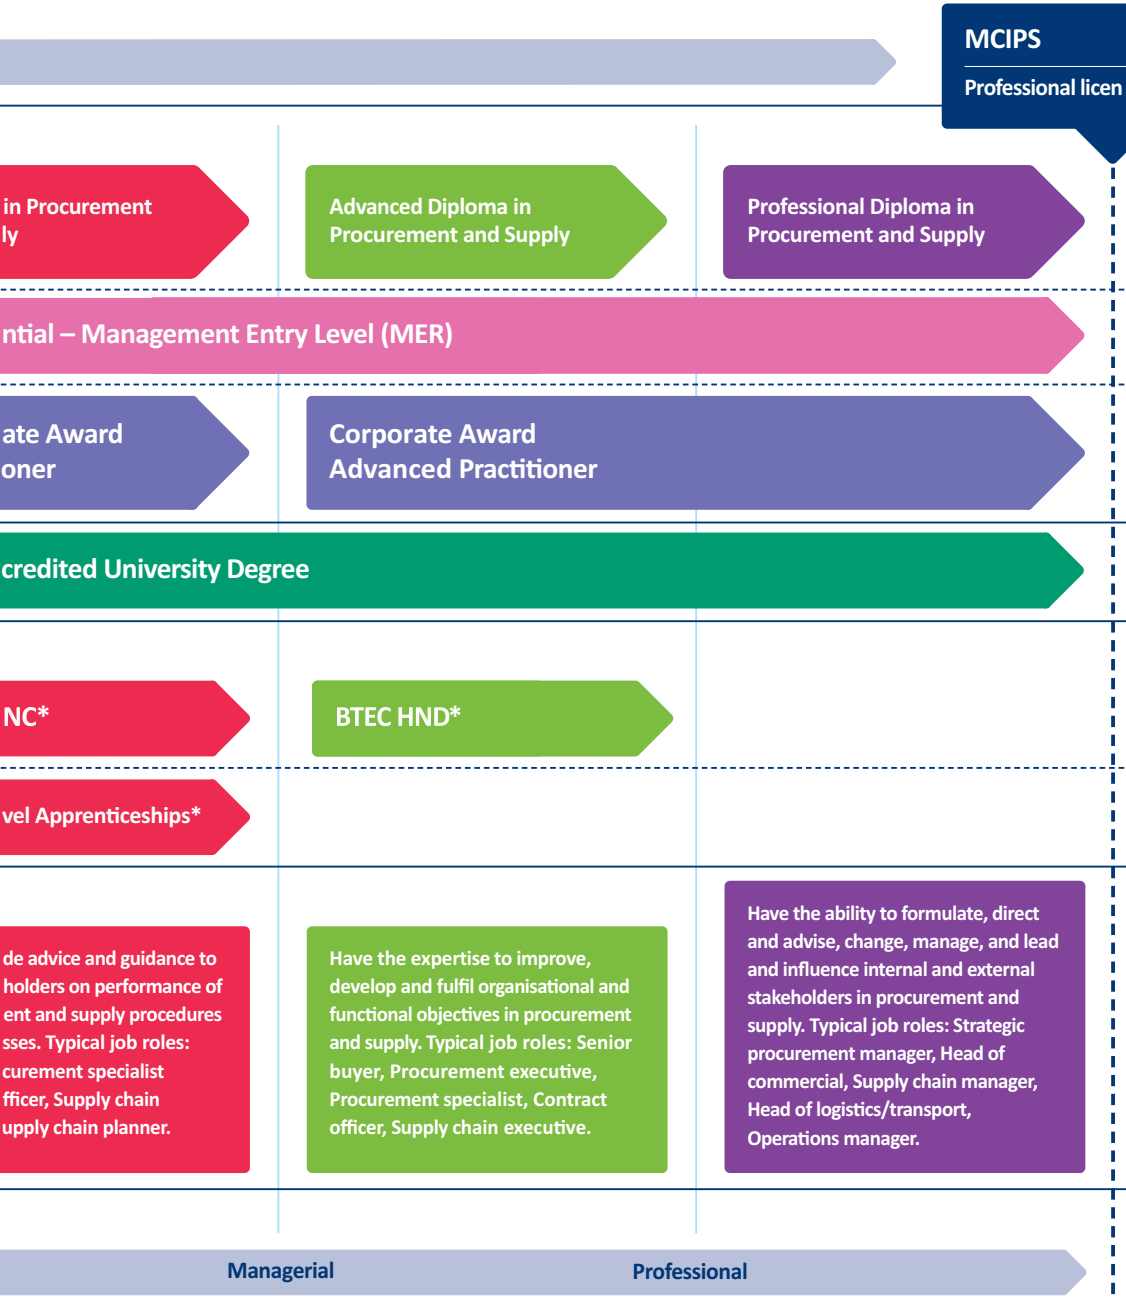 MCIPS
Professional licen
in Procurement
ly
Advanced Diploma in
Procurement and Supply
Professional Diploma in
Procurement and Supply
ntial – Management Entry Level (MER)
ate Award
oner
Corporate Award
Advanced Practitioner
credited University Degree
NC*
BTEC HND*
vel Apprenticeships*
de advice and guidance to
holders on performance of
ent and supply procedures
sses. Typical job roles:
curement specialist
fficer, Supply chain
upply chain planner.
Have the expertise to improve,
develop and fulfil organisational and
functional objectives in procurement
and supply. Typical job roles: Senior
buyer, Procurement executive,
Procurement specialist, Contract
officer, Supply chain executive.
Have the ability to formulate, direct
and advise, change, manage, and lead
and influence internal and external
stakeholders in procurement and
supply. Typical job roles: Strategic
procurement manager, Head of
commercial, Supply chain manager,
Head of logistics/transport,
Operations manager.
Managerial
Professional